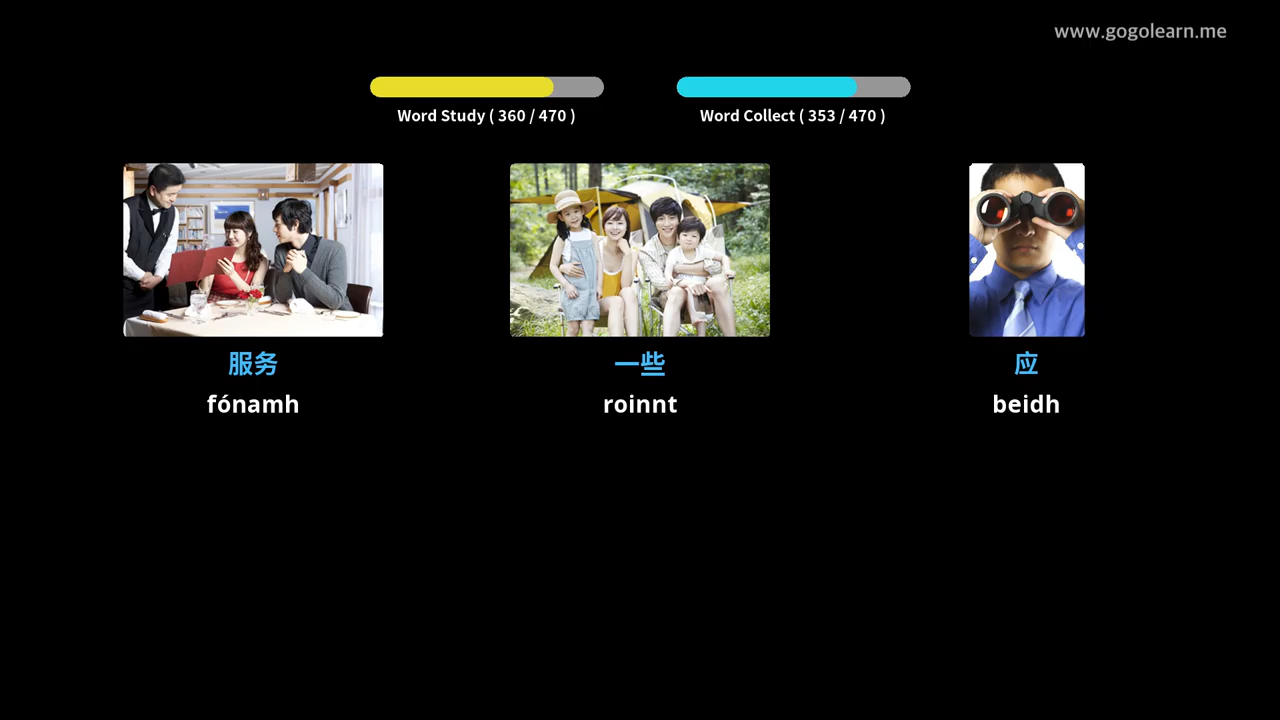 www.gogolearn.me
Word Study ( 360 / 470 )
Word Collect ( 353 / 470 )
服务
一些
应
fónamh
roinnt
beidh